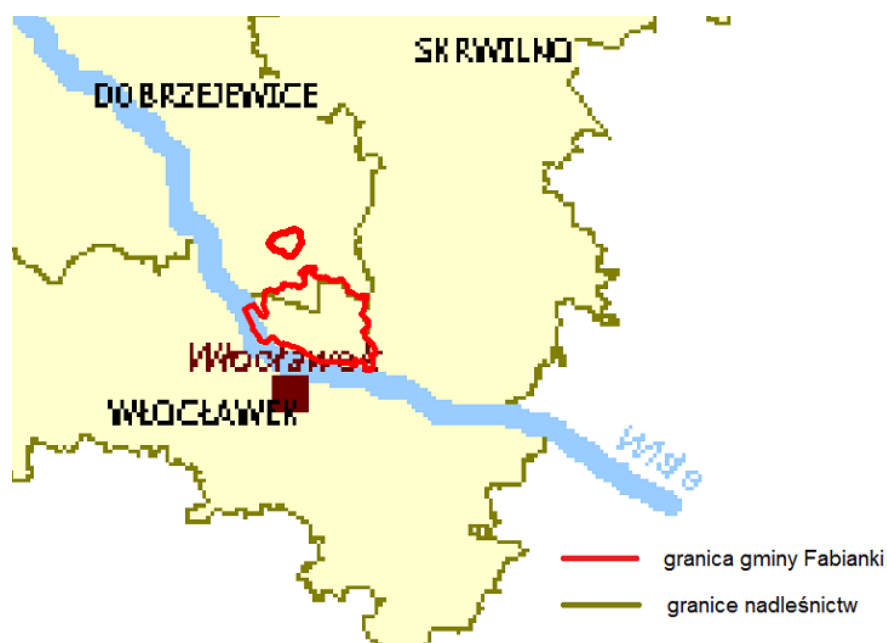 SKRWILNO
DOBRZEJEWICE
Włocławek
WŁOCŁAWEK
Wisła
granica gminy Fabianki
granice nadleśnictw